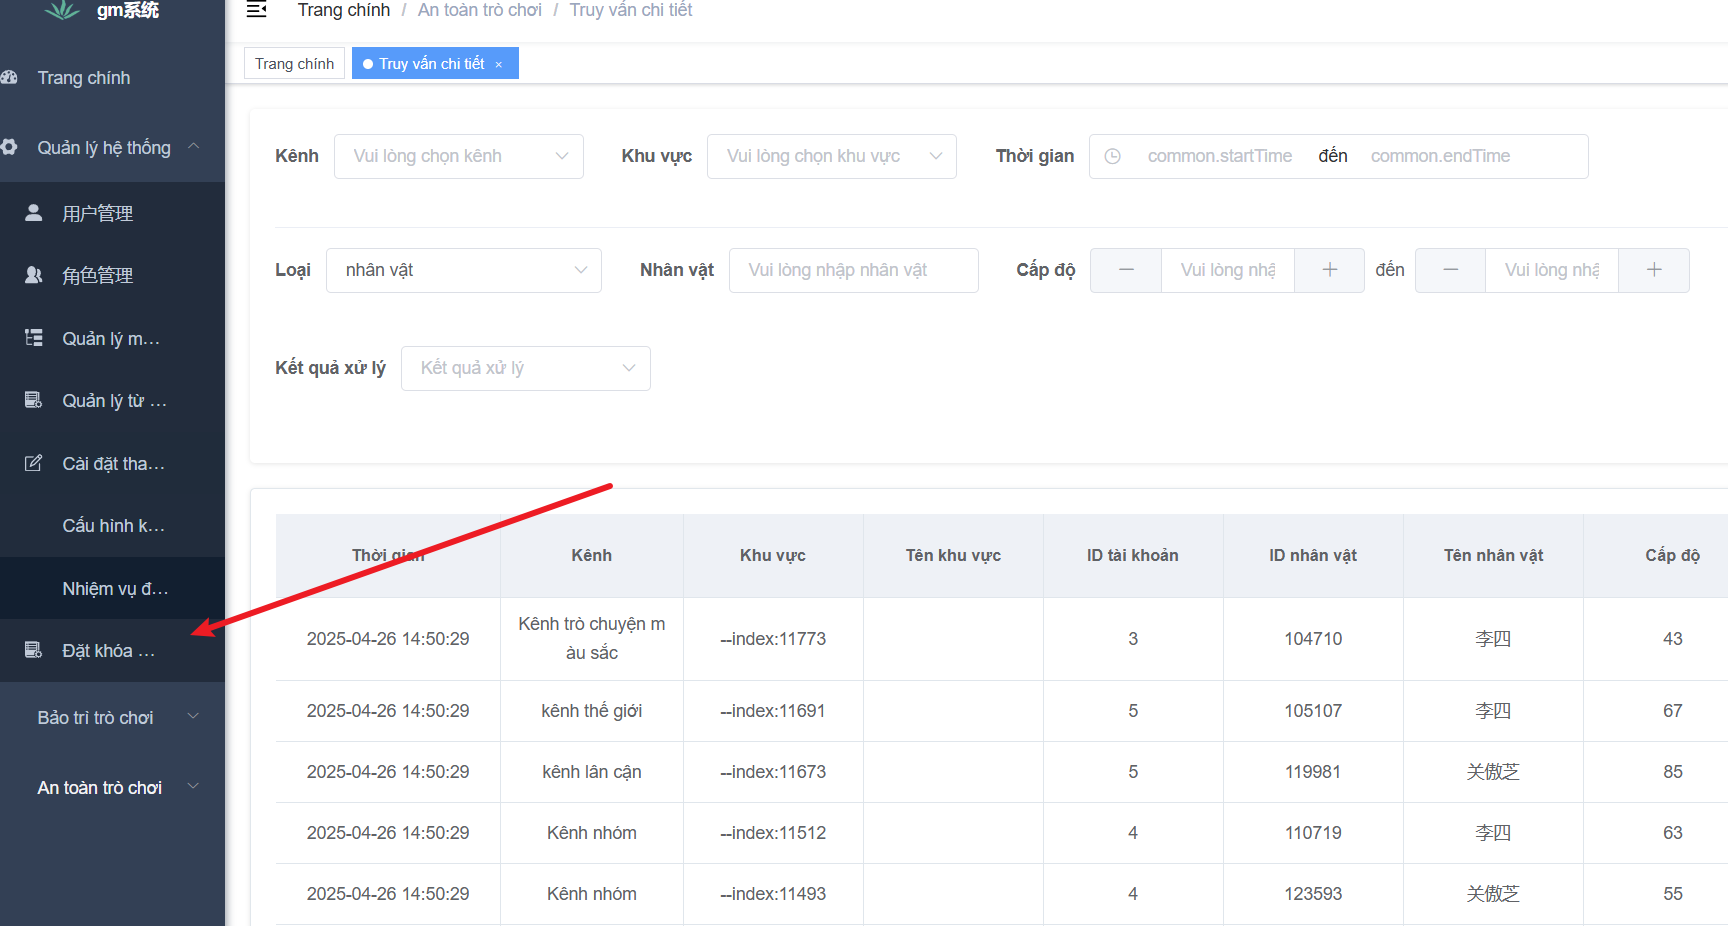 gm系统
Trang chính / An toàn trò chơi / Truy vấn chi tiết
Trang chính
Truy vấn chi tiết ×
Trang chính
Quản lý hệ thống
用户管理
角色管理
Quản lý m...
Quản lý từ ...
Cài đặt tha...
Cấu hình k...
Nhiệm vụ đ...
Đặt khóa ...
Bảo trì trò chơi
An toàn trò chơi
Kênh Vui lòng chọn kênh Khu vực Vui lòng chọn khu vực Thời gian common.startTime đến common.endTime
Loại nhân vật Nhân vật Vui lòng nhập nhân vật Cấp độ — Vui lòng nhậ + đến — Vui lòng nhậ +
Kết quả xử lý Kết quả xử lý
Thời gian Kênh Khu vực Tên khu vực ID tài khoản ID nhân vật Tên nhân vật Cấp độ
2025-04-26 14:50:29 Kênh trò chuyện m --index:11773 3 104710 李四 43
àu sắc
2025-04-26 14:50:29 kênh thế giới --index:11691 5 105107 李四 67
2025-04-26 14:50:29 kênh lân cận --index:11673 5 119981 关傲芝 85
2025-04-26 14:50:29 Kênh nhóm --index:11512 4 110719 李四 63
2025-04-26 14:50:29 Kênh nhóm --index:11493 4 123593 关傲芝 55